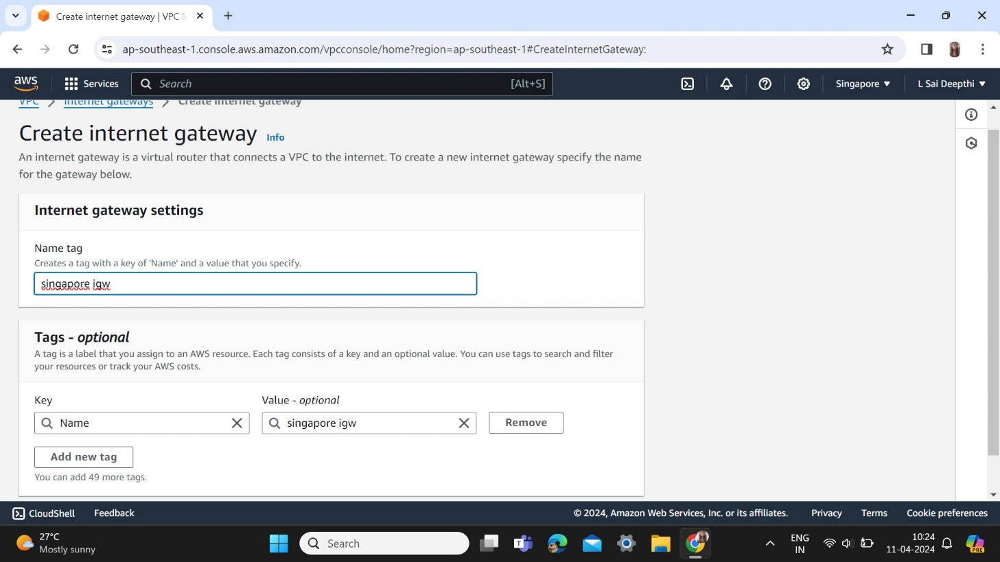 Create internet gateway | VPC M
ap-southeast-1.console.aws.amazon.com/vpcconsole/home?region=ap-southeast-1#CreateInternetGateway:
aws Services Search [Alt+S] Singapore ▼ L Sai Deepthi ▼
VPC > Internet gateways > Create internet gateway
Create internet gateway Info
An internet gateway is a virtual router that connects a VPC to the internet. To create a new internet gateway specify the name
for the gateway below.
Internet gateway settings
Name tag
Creates a tag with a key of 'Name' and a value that you specify.
singapore igw
Tags - optional
A tag is a label that you assign to an AWS resource. Each tag consists of a key and an optional value. You can use tags to search and filter
your resources or track your AWS costs.
Key Value - optional
Name singapore igw Remove
Add new tag
You can add 49 more tags.
CloudShell Feedback © 2024, Amazon Web Services, Inc. or its affiliates. Privacy Terms Cookie preferences
27°C
Mostly sunny
Search
ENG
IN
10:24
11-04-2024
PRE